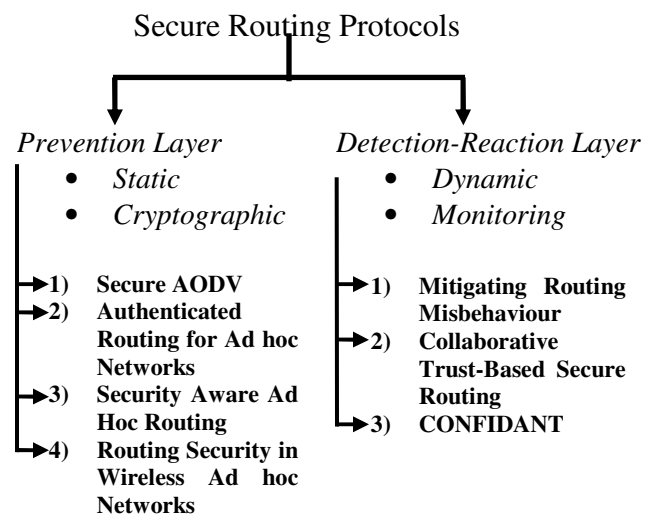 Secure Routing Protocols
Prevention Layer
• Static
• Cryptographic
1) Secure AODV
2) Authenticated
Routing for Ad hoc
Networks
3) Security Aware Ad
Hoc Routing
4) Routing Security in
Wireless Ad hoc
Networks
Detection-Reaction Layer
• Dynamic
• Monitoring
1) Mitigating Routing
Misbehaviour
2) Collaborative
Trust-Based Secure
Routing
3) CONFIDANT